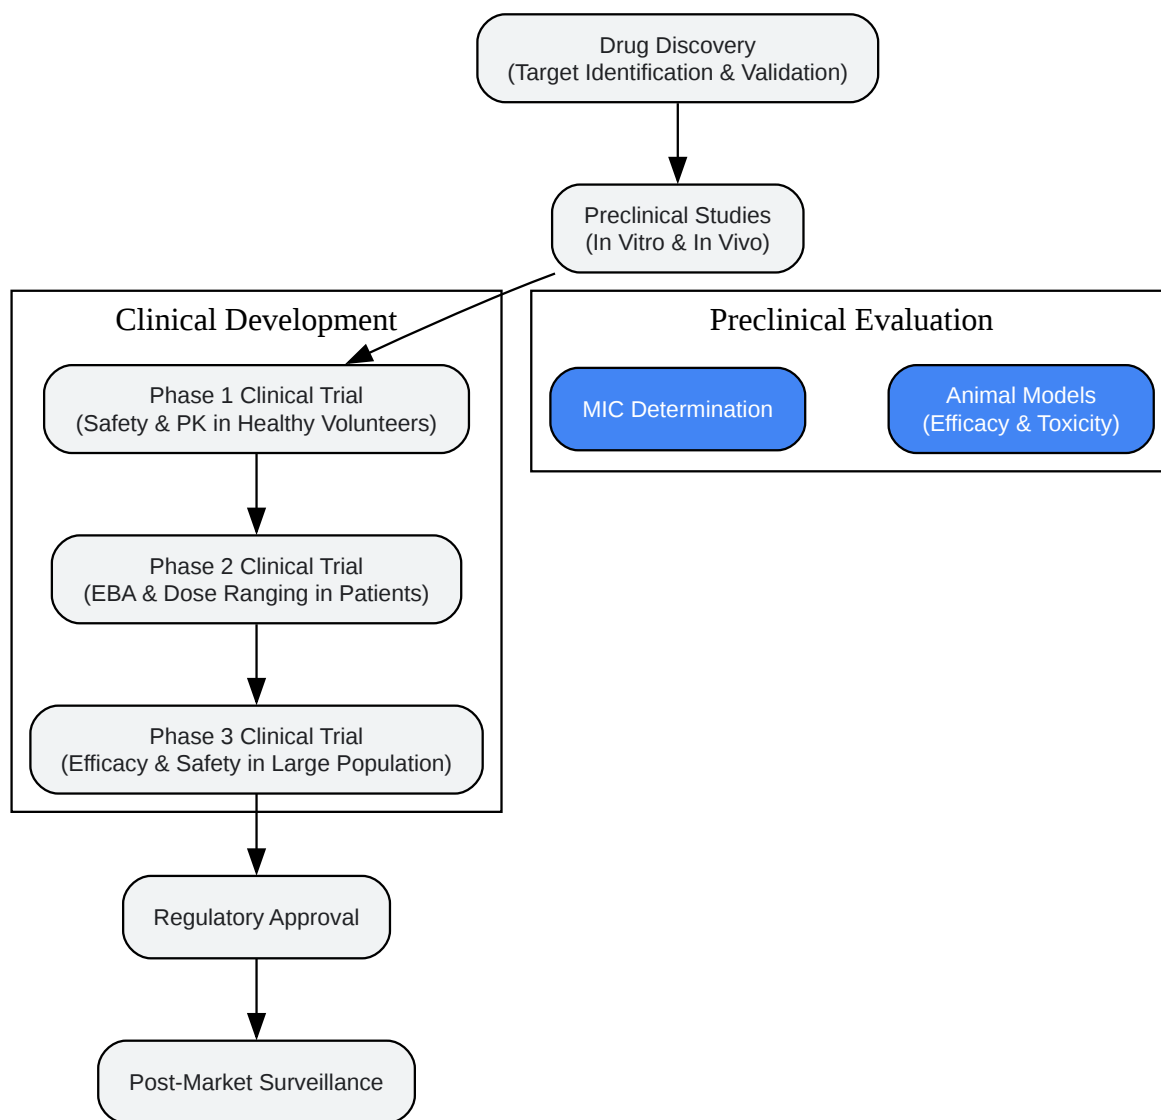 Drug Discovery
(Target Identification & Validation)
Preclinical Studies
(In Vitro & In Vivo)
Clinical Development
Phase 1 Clinical Trial
(Safety & PK in Healthy Volunteers)
Phase 2 Clinical Trial
(EBA & Dose Ranging in Patients)
Phase 3 Clinical Trial
(Efficacy & Safety in Large Population)
Preclinical Evaluation
MIC Determination
Animal Models
(Efficacy & Toxicity)
Regulatory Approval
Post-Market Surveillance